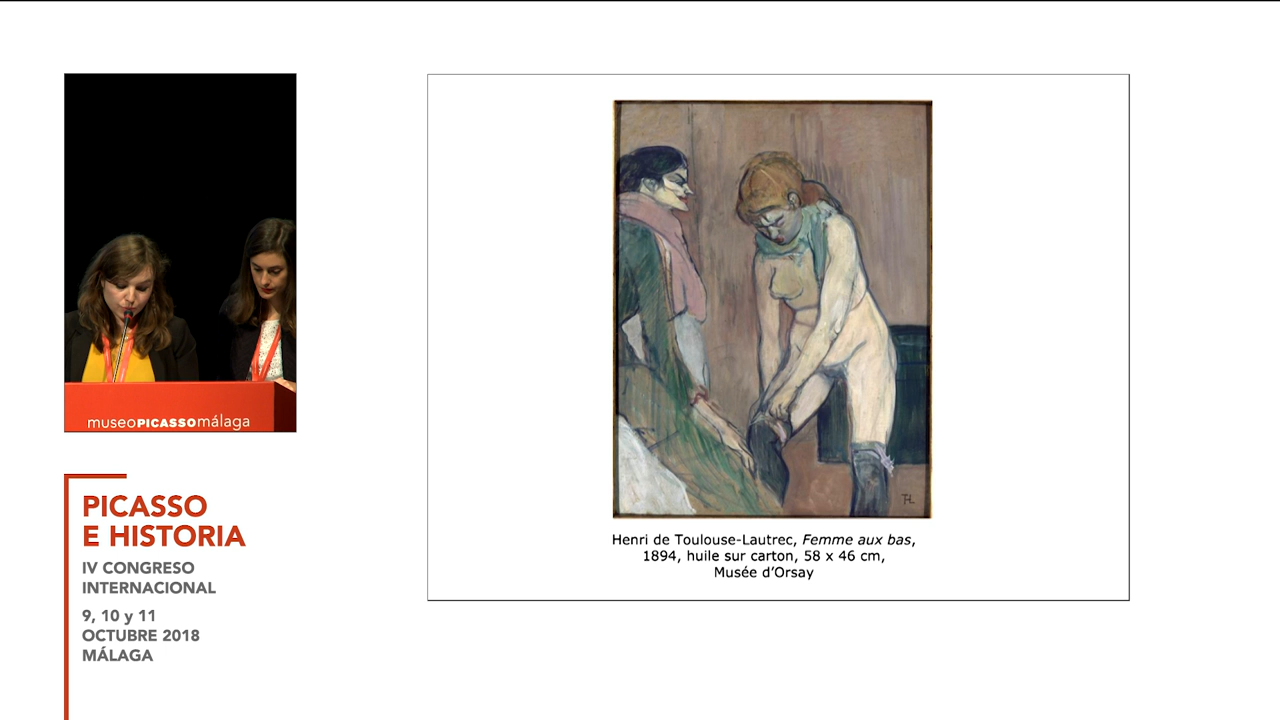 museoPICASSOmálaga
PICASSO
E HISTORIA
IV CONGRESO
INTERNACIONAL
9, 10 y 11
OCTUBRE 2018
MÁLAGA
TL
Henri de Toulouse-Lautrec, Femme aux bas,
1894, huile sur carton, 58 x 46 cm,
Musée d’Orsay